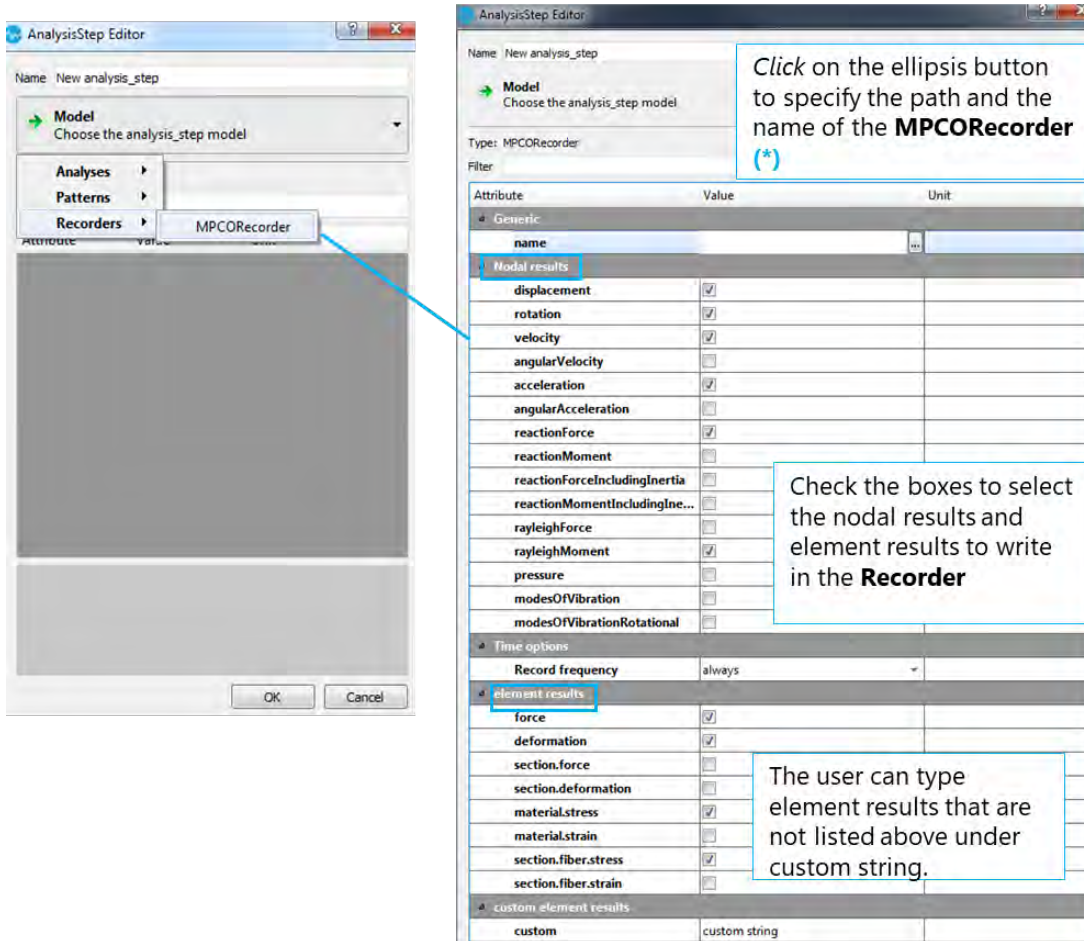 AnalysisStep Editor
Name New analysis_step
Model
Choose the analysis_step model
Analyses
Patterns
Recorders
MPCORecorder
Attribute
OK Cancel
AnalysisStep Editor
Name New analysis_step
Model
Choose the analysis_step model
Type: MPCORecorder
Filter
Click on the ellipsis button
to specify the path and the
name of the MPCORecorder
(*)
Attribute Value Unit
Generic
name ...
Nodal results
displacement
rotation
velocity
angularVelocity
acceleration
angularAcceleration
reactionForce
reactionMoment
reactionForceIncludingInertia
reactionMomentIncludingIne...
rayleighForce
rayleighMoment
pressure
modesOfVibration
modesOfVibrationRotational
Check the boxes to select
the nodal results and
element results to write
in the Recorder
Time options
Record frequency always
element results
force
deformation
section.force
section.deformation
material.stress
material.strain
section.fiber.stress
section.fiber.strain
The user can type
element results that are
not listed above under
custom string.
custom element results
custom custom string